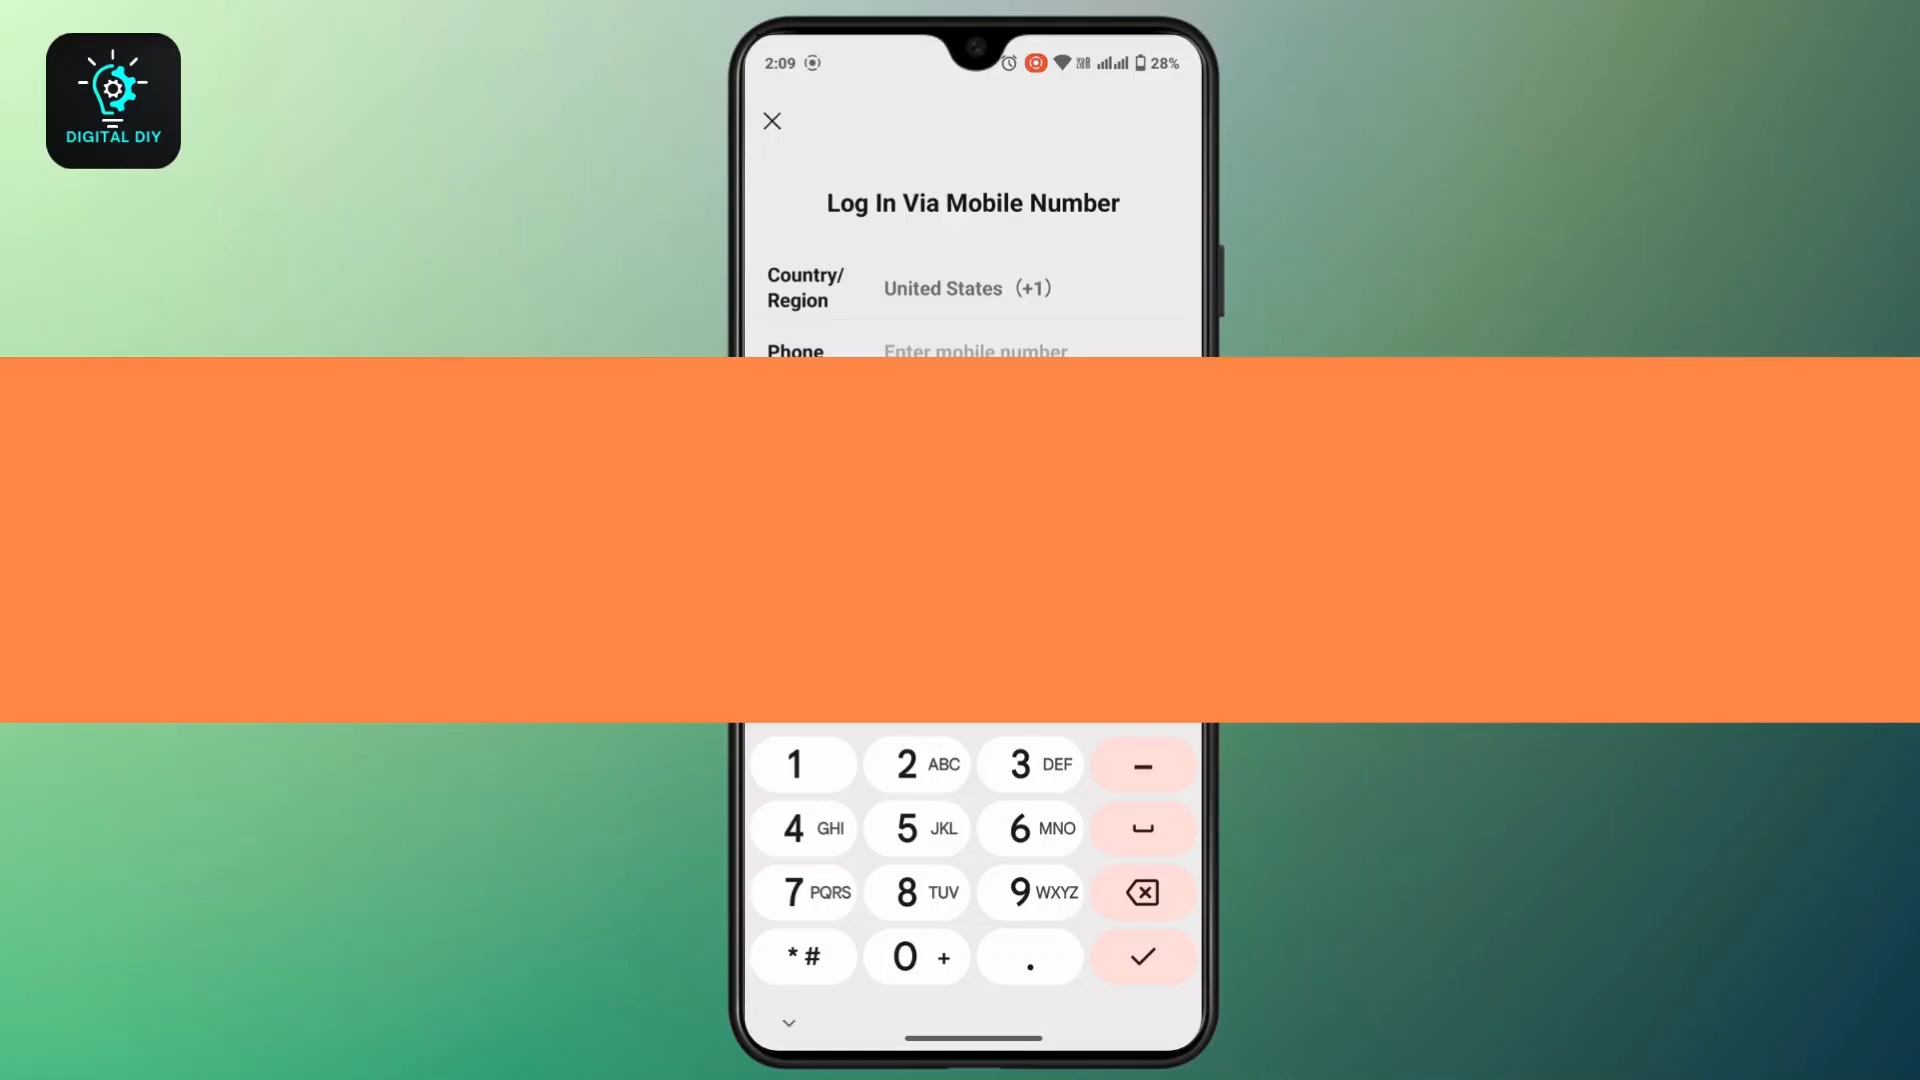 DIGITAL DIY
2:09
28%
Log In Via Mobile Number
Country/
Region
United States (+1)
Phone
Enter mobile number
1
2 ABC
3 DEF
–
4 GHI
5 JKL
6 MNO
7 PQRS
8 TUV
9 WXYZ
* #
0 +
.